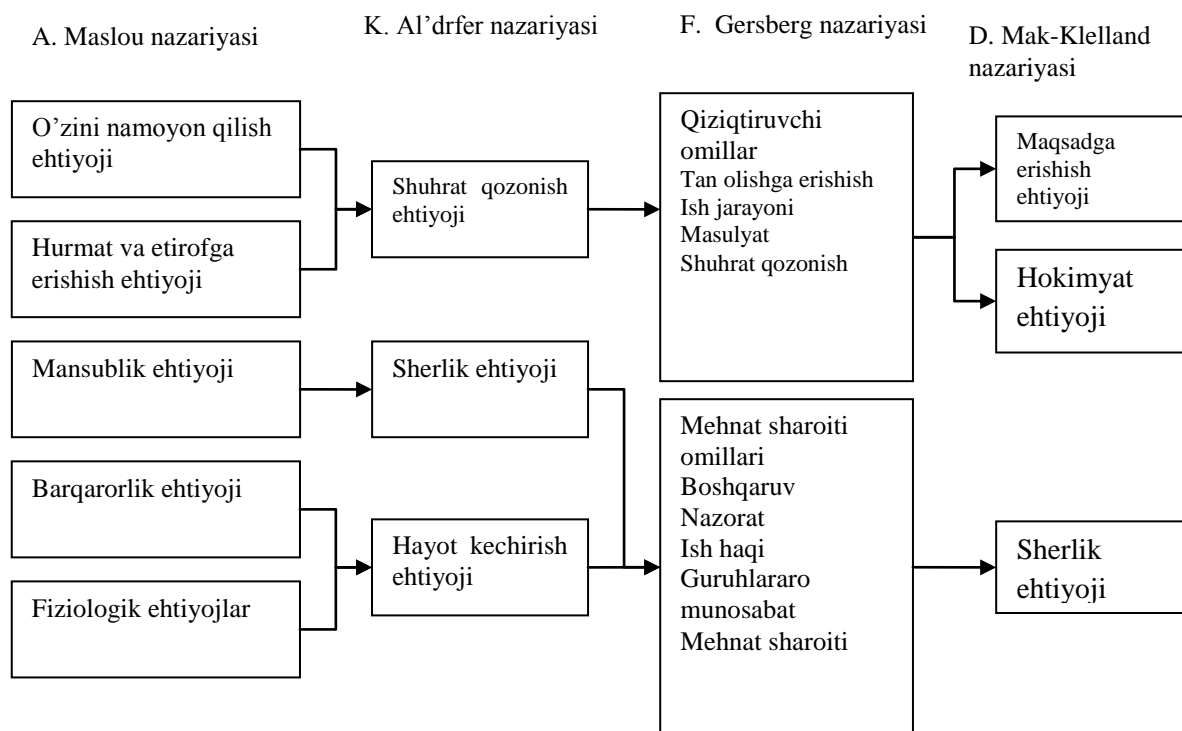 A. Maslou nazariyasi
K. Al’drfer nazariyasi
F. Gersberg nazariyasi
D. Mak-Klelland
nazariyasi
O’zini namoyon qilish
ehtiyoji
Hurmat va etirofga
erishish ehtiyoji
Mansublik ehtiyoji
Barqarorlik ehtiyoji
Fiziologik ehtiyojlar
Shuhrat qozonish
ehtiyoji
Sherlik ehtiyoji
Hayot kechirish
ehtiyoji
Qiziqtiruvchi
omillar
Tan olishga erishish
Ish jarayoni
Masulyat
Shuhrat qozonish
Mehnat sharoiti
omillari
Boshqaruv
Nazorat
Ish haqi
Guruhlararo
munosabat
Mehnat sharoiti
Maqsadga
erishish
ehtiyoji
Hokimyat
ehtiyoji
Sherlik
ehtiyoji